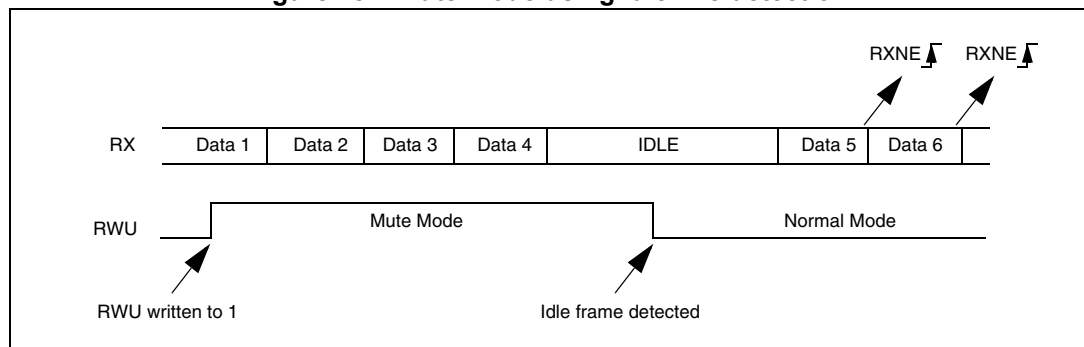 RXNE RXNE
RX Data 1 Data 2 Data 3 Data 4 IDLE Data 5 Data 6
RWU Mute Mode Normal Mode
RWU written to 1 Idle frame detected